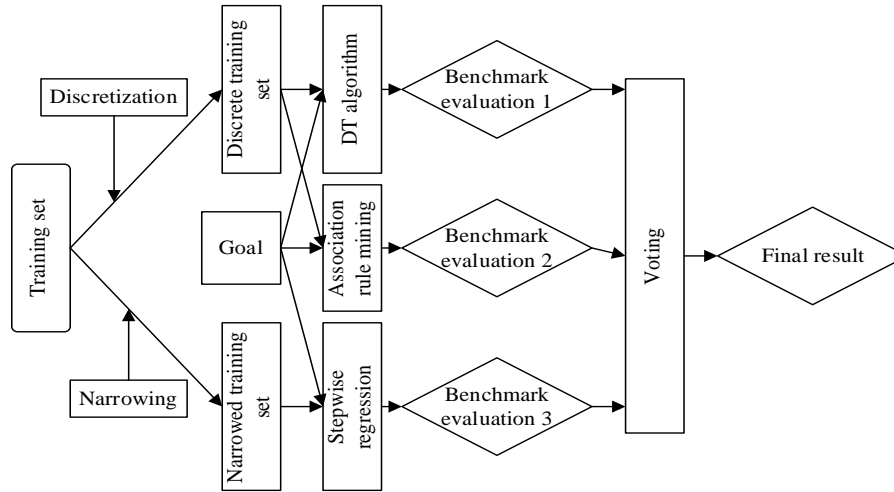 Training set
Discretization
Narrowing
Discrete training
set
Goal
Narrowed training
set
DT algorithm
Association
rule mining
Stepwise
regression
Benchmark
evaluation 1
Benchmark
evaluation 2
Benchmark
evaluation 3
Voting
Final result